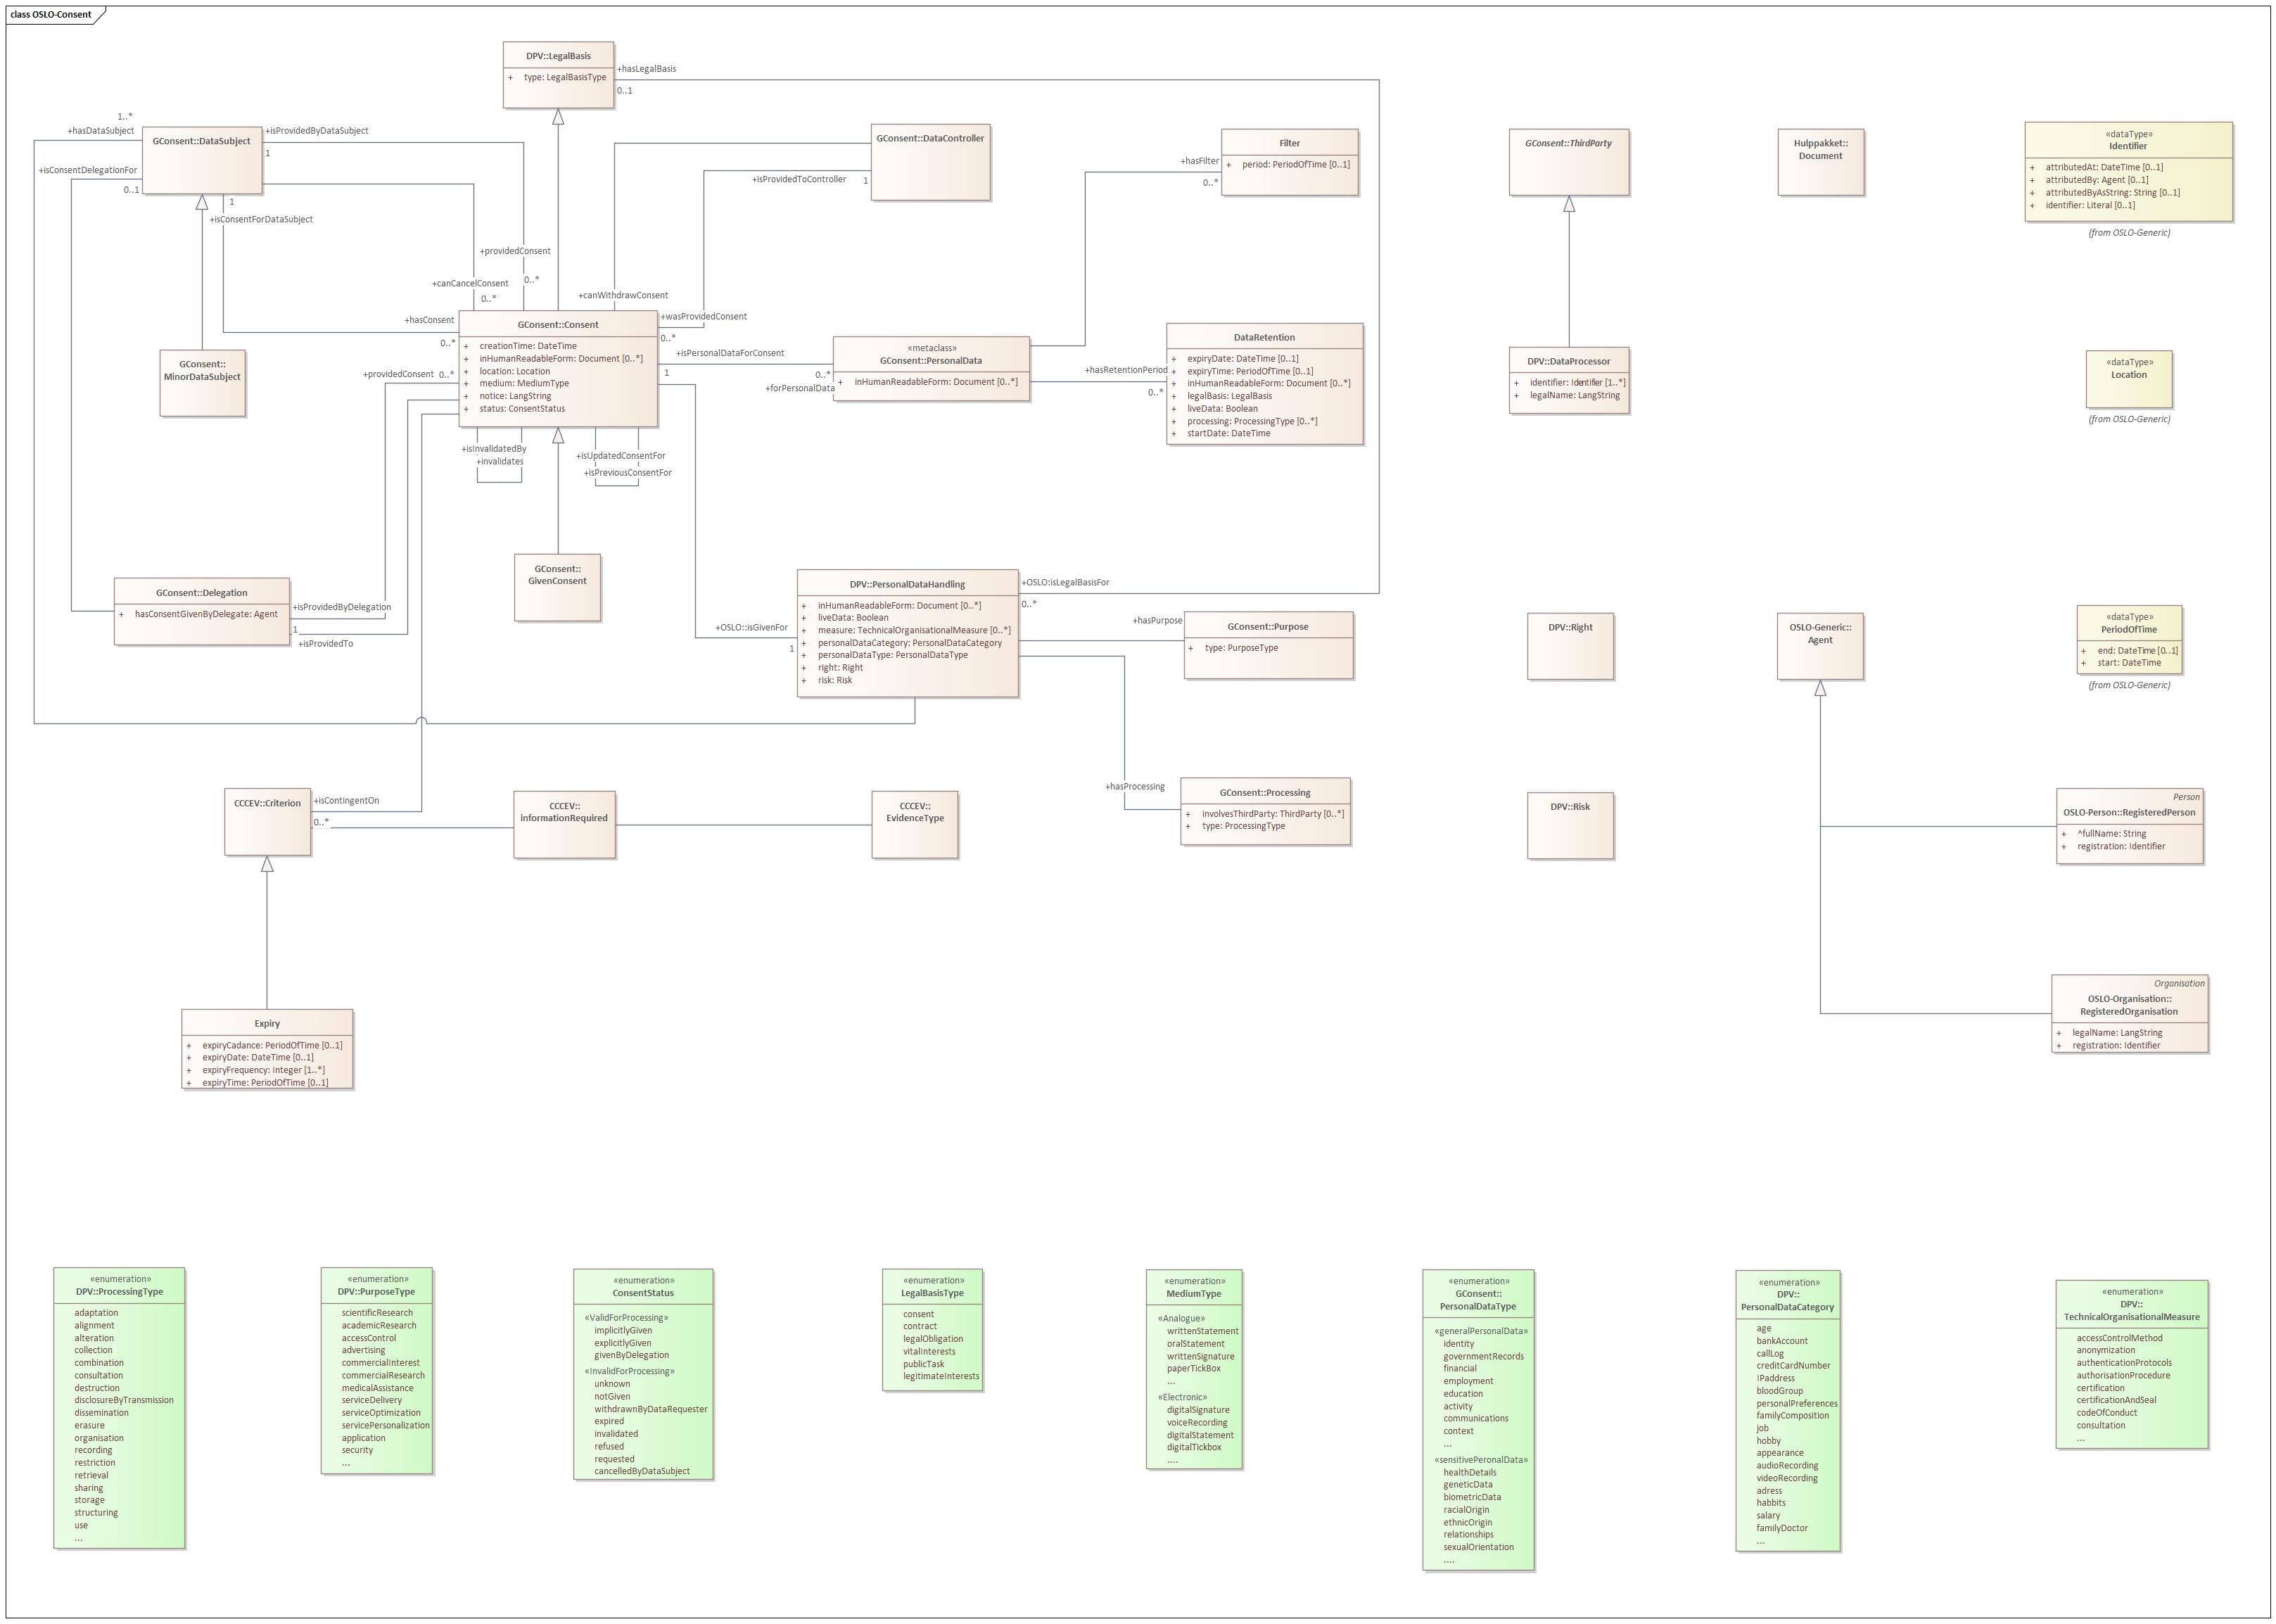 class OSLO-Consent
DPV::LegalBasis
+ type: LegalBasisType
+hasLegalBasis
0..1
1..*
+hasDataSubject
GConsent::DataSubject
+isProvidedByDataSubject
1
+isConsentDelegationFor
0..1
1
+isConsentForDataSubject
GConsent::DataController
+isProvidedToController
1
Filter
+ period: PeriodOfTime [0..1]
+hasFilter
0..*
GConsent::ThirdParty
Hulppakket::
Document
«dataType»
Identifier
+ attributedAt: DateTime [0..1]
+ attributedBy: Agent [0..1]
+ attributedByAsString: String [0..1]
+ identifier: Literal [0..1]
(from OSLO-Generic)
+providedConsent
0..*
+canCancelConsent
0..*
+canWithdrawConsent
+hasConsent
0..*
+wasProvidedConsent
0..*
GConsent::Consent
+ creationTime: DateTime
+ inHumanReadableForm: Document [0..*]
+ location: Location
+ medium: MediumType
+ notice: LangString
+ status: ConsentStatus
+isPersonalDataForConsent
1
0..*
+forPersonalData
«metaclass»
GConsent::PersonalData
+ inHumanReadableForm: Document [0..*]
+hasRetentionPeriod
0..*
DataRetention
+ expiryDate: DateTime [0..1]
+ expiryTime: PeriodOfTime [0..1]
+ inHumanReadableForm: Document [0..*]
+ legalBasis: LegalBasis
+ liveData: Boolean
+ processing: ProcessingType [0..*]
+ startDate: DateTime
DPV::DataProcessor
+ identifier: Identifier [1..*]
+ legalName: LangString
«dataType»
Location
(from OSLO-Generic)
GConsent::
MinorDataSubject
+providedConsent 0..*
+isInvalidatedBy
+invalidates
+isUpdatedConsentFor
+isPreviousConsentFor
GConsent::
GivenConsent
GConsent::Delegation
+ hasConsentGivenByDelegate: Agent
+isProvidedByDelegation
1
+isProvidedTo
+OSLO::isGivenFor
1
DPV::PersonalDataHandling
+ inHumanReadableForm: Document [0..*]
+ liveData: Boolean
+ measure: TechnicalOrganisationalMeasure [0..*]
+ personalDataCategory: PersonalDataCategory
+ personalDataType: PersonalDataType
+ right: Right
+ risk: Risk
+OSLO:isLegalBasisFor
0..*
+hasPurpose
GConsent::Purpose
+ type: PurposeType
DPV::Right
OSLO-Generic::
Agent
«dataType»
PeriodOfTime
+ end: DateTime [0..1]
+ start: DateTime
(from OSLO-Generic)
+hasProcessing
GConsent::Processing
+ involvesThirdParty: ThirdParty [0..*]
+ type: ProcessingType
DPV::Risk
CCCEV::Criterion
+isContingentOn
0..*
CCCEV::
informationRequired
CCCEV::
EvidenceType
Person
OSLO-Person::RegisteredPerson
+ ^fullName: String
+ registration: Identifier
Organisation
OSLO-Organisation::
RegisteredOrganisation
+ legalName: LangString
+ registration: Identifier
Expiry
+ expiryCadance: PeriodOfTime [0..1]
+ expiryDate: DateTime [0..1]
+ expiryFrequency: Integer [1..*]
+ expiryTime: PeriodOfTime [0..1]
«enumeration»
DPV::ProcessingType
adaptation
alignment
alteration
collection
combination
consultation
destruction
disclosureByTransmission
dissemination
erasure
organisation
recording
restriction
retrieval
sharing
storage
structuring
use
...
«enumeration»
DPV::PurposeType
scientificResearch
academicResearch
accessControl
advertising
commercialInterest
commercialResearch
medicalAssistance
serviceDelivery
serviceOptimization
servicePersonalization
application
security
...
«enumeration»
ConsentStatus
«ValidForProcessing»
implicitlyGiven
explicitlyGiven
givenByDelegation
«InvalidForProcessing»
unknown
notGiven
withdrawnByDataRequester
expired
invalidated
refused
requested
cancelledByDataSubject
«enumeration»
LegalBasisType
consent
contract
legalObligation
vitalInterests
publicTask
legitimateInterests
«enumeration»
MediumType
«Analogue»
writtenStatement
oralStatement
writtenSignature
paperTickBox
...
«Electronic»
digitalSignature
voiceRecording
digitalStatement
digitalTickbox
....
«enumeration»
GConsent::
PersonalDataType
«generalPersonalData»
identity
governmentRecords
financial
employment
education
activity
communications
context
...
«sensitivePeronalData»
healthDetails
geneticData
biometricData
racialOrigin
ethnicOrigin
relationships
sexualOrientation
....
«enumeration»
DPV::
PersonalDataCategory
age
bankAccount
callLog
creditCardNumber
IPaddress
bloodGroup
personalPreferences
familyComposition
job
hobby
appearance
audioRecording
videoRecording
adress
habbits
salary
familyDoctor
...
«enumeration»
DPV::
TechnicalOrganisationalMeasure
accessControlMethod
anonymization
authenticationProtocols
authorisationProcedure
certification
certificationAndSeal
codeOfConduct
consultation
...